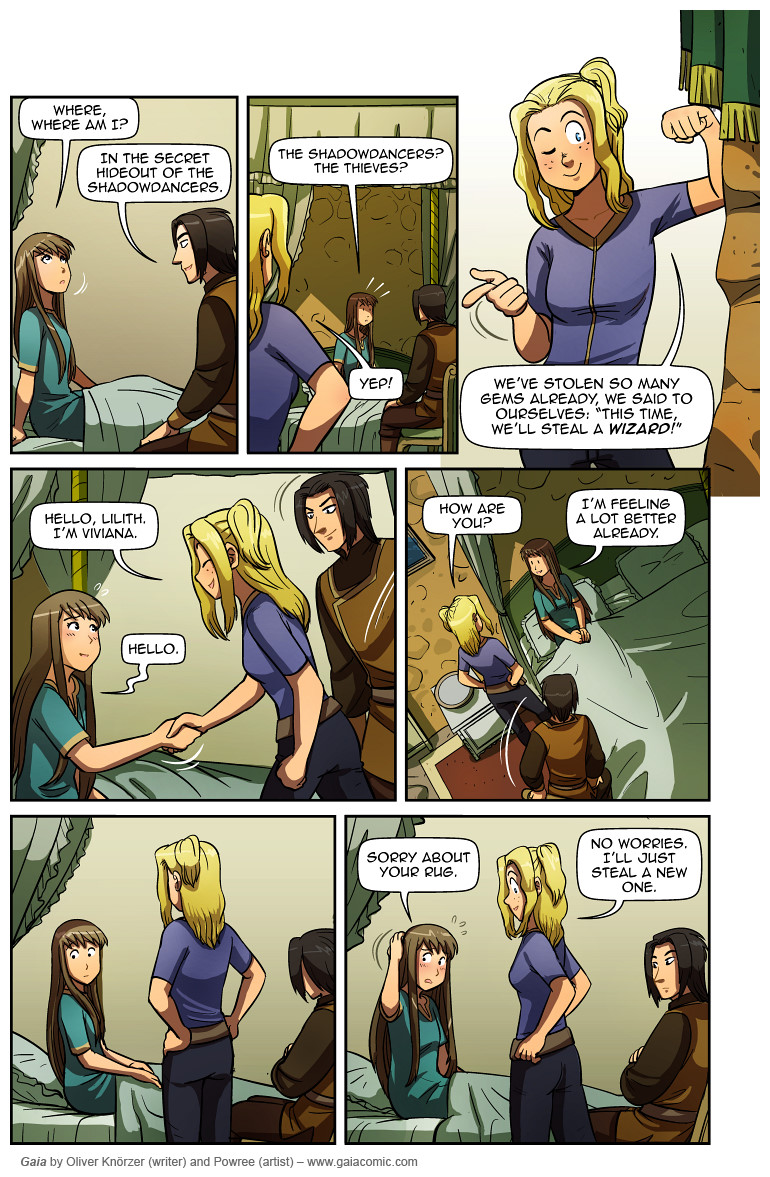 WHERE,
WHERE AM I?
IN THE SECRET
HIDEOUT OF THE
SHADOWDANCERS.
THE SHADOWDANCERS?
THE THIEVES?
YEP!
WE'VE STOLEN SO MANY
GEMS ALREADY, WE SAID TO
OURSELVES: "THIS TIME,
WE'LL STEAL A WIZARD!"
HELLO, LILITH.
I'M VIVIANA.
HELLO.
HOW ARE
YOU?
I'M FEELING
A LOT BETTER
ALREADY.
SORRY ABOUT
YOUR RUG.
NO WORRIES.
I'LL JUST
STEAL A NEW
ONE.
Gaia by Oliver Knörzer (writer) and Powree (artist) – www.gaiacomic.com